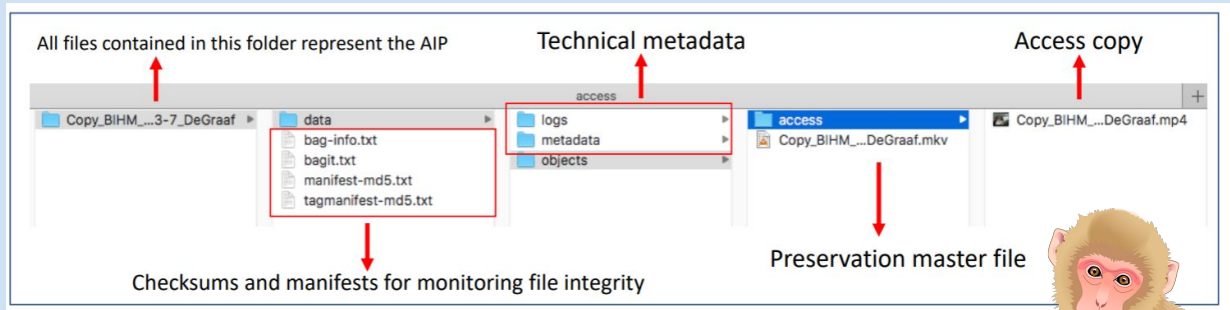 All files contained in this folder represent the AIP
Technical metadata
Access copy
access
+
Copy_BIHM_...3-7_DeGraaf
data
bag-info.txt
bagit.txt
manifest-md5.txt
tagmanifest-md5.txt
logs
metadata
objects
access
Copy_BIHM_...DeGraaf.mkv
Copy_BIHM_...DeGraaf.mp4
Checksums and manifests for monitoring file integrity
Preservation master file